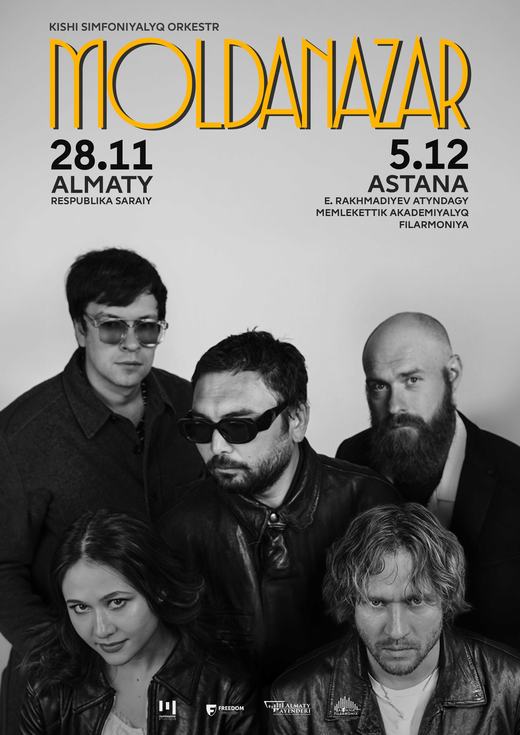 KISHI SIMFONIYALYQ ORKESTR
MOLDANAZAR
28.11
ALMATY
RESPUBLIKA SARAIY
5.12
ASTANA
E. RAKHMADIYEV ATYNDAGY
MEMLEKETTIK AKADEMIYALYQ
FILARMONIYA
FREEDOM
ALMATY
ÁÝENDERI